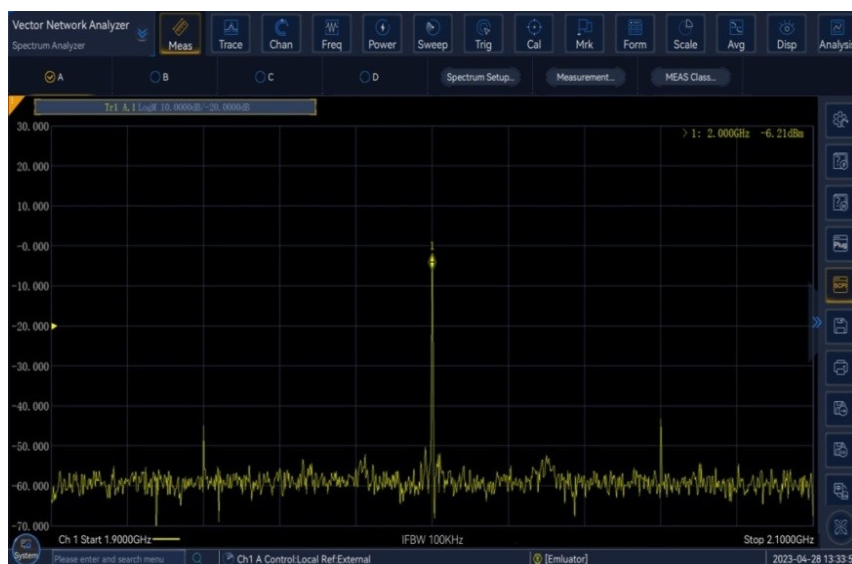 Vector Network Analyzer
Spectrum Analyzer
Meas Trace Chan Freq Power Sweep Trig Cal Mrk Form Scale Avg Disp Analysis
A B C D Spectrum Setup... Measurement... MEAS Class...
Tr1 A,1 LogM 10.0000dB/-20.0000dB
>1: 2.000GHz -6.21dBm
30.000
20.000
10.000
-0.000
1
-10.000
-20.000
-30.000
-40.000
-50.000
-60.000
-70.000
Plug
SCPI
Ch 1 Start 1.9000GHz IFBW 100KHz Stop 2.1000GHz
System Please enter and search menu Ch1 A Control:Local Ref:External [Emluator] 2023-04-28 13:33:5